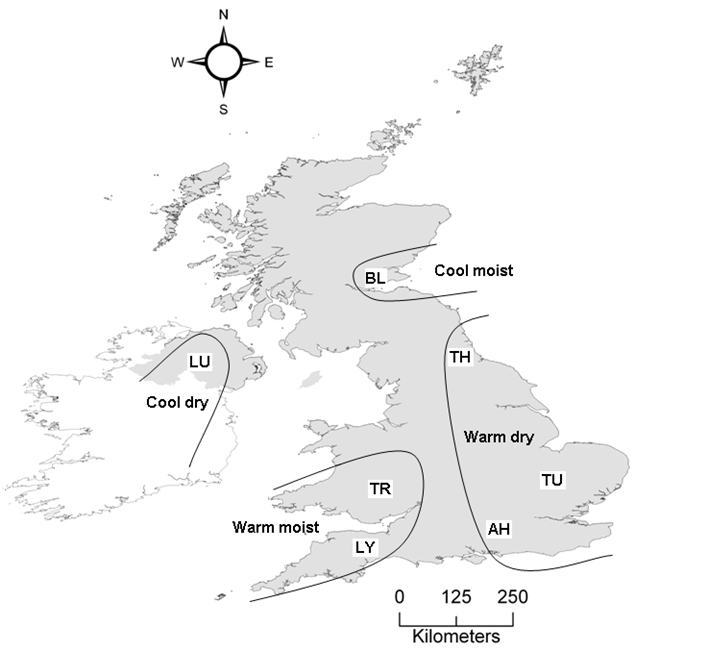 N
W E
S
BL
Cool moist
TH
LU
Cool dry
Warm dry
TR
TU
Warm moist
AH
LY
0 125 250
Kilometers